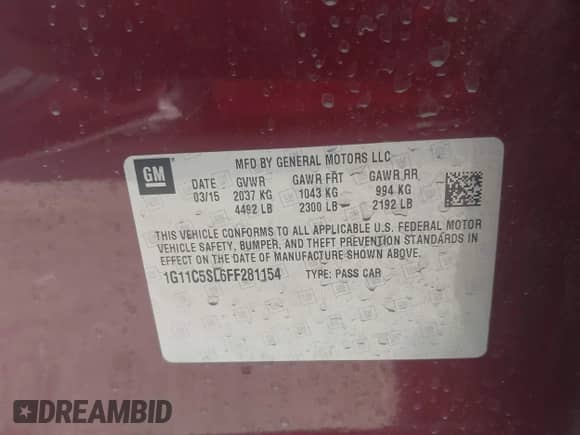 GM
MFD BY GENERAL MOTORS LLC
DATE GVWR GAWR FRT GAWR RR
03/15 2037 KG 1043 KG 994 KG
4492 LB 2300 LB 2192 LB
THIS VEHICLE CONFORMS TO ALL APPLICABLE U.S. FEDERAL MOTOR
VEHICLE SAFETY, BUMPER, AND THEFT PREVENTION STANDARDS IN
EFFECT ON THE DATE OF MANUFACTURE SHOWN ABOVE.
1G11C5SL6FF281154 TYPE: PASS CAR
DREAMBID